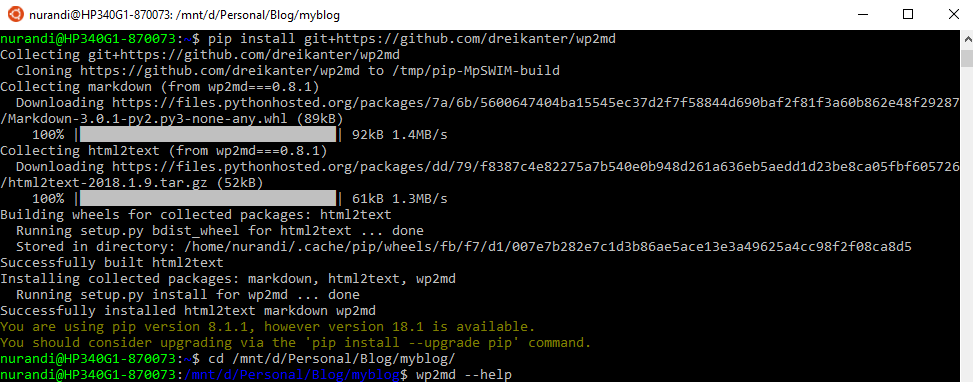 nurandi@HP340G1-870073: /mnt/d/Personal/Blog/myblog
nurandi@HP340G1-870073:~$ pip install git+https://github.com/dreikanter/wp2md
Collecting git+https://github.com/dreikanter/wp2md
  Cloning https://github.com/dreikanter/wp2md to /tmp/pip-MpSWIM-build
Collecting markdown (from wp2md===0.8.1)
  Downloading https://files.pythonhosted.org/packages/7a/6b/5600647404ba15545ec37d2f7f58844d690baf2f81f3a60b862e48f29287
/Markdown-3.0.1-py2.py3-none-any.whl (89kB)
    100% | | 92kB 1.4MB/s
Collecting html2text (from wp2md===0.8.1)
  Downloading https://files.pythonhosted.org/packages/dd/79/f8387c4e82275a7b540e0b948d261a636eb5aedd1d23be8ca05fbf605726
/html2text-2018.1.9.tar.gz (52kB)
    100% | | 61kB 1.3MB/s
Building wheels for collected packages: html2text
  Running setup.py bdist_wheel for html2text ... done
  Stored in directory: /home/nurandi/.cache/pip/wheels/fb/f7/d1/007e7b282e7c1d3b86ae5ace13e3a49625a4cc98f2f08ca8d5
Successfully built html2text
Installing collected packages: markdown, html2text, wp2md
  Running setup.py install for wp2md ... done
Successfully installed html2text markdown wp2md
You are using pip version 8.1.1, however version 18.1 is available.
You should consider upgrading via the 'pip install --upgrade pip' command.
nurandi@HP340G1-870073:~$ cd /mnt/d/Personal/Blog/myblog/
nurandi@HP340G1-870073:/mnt/d/Personal/Blog/myblog$ wp2md --help